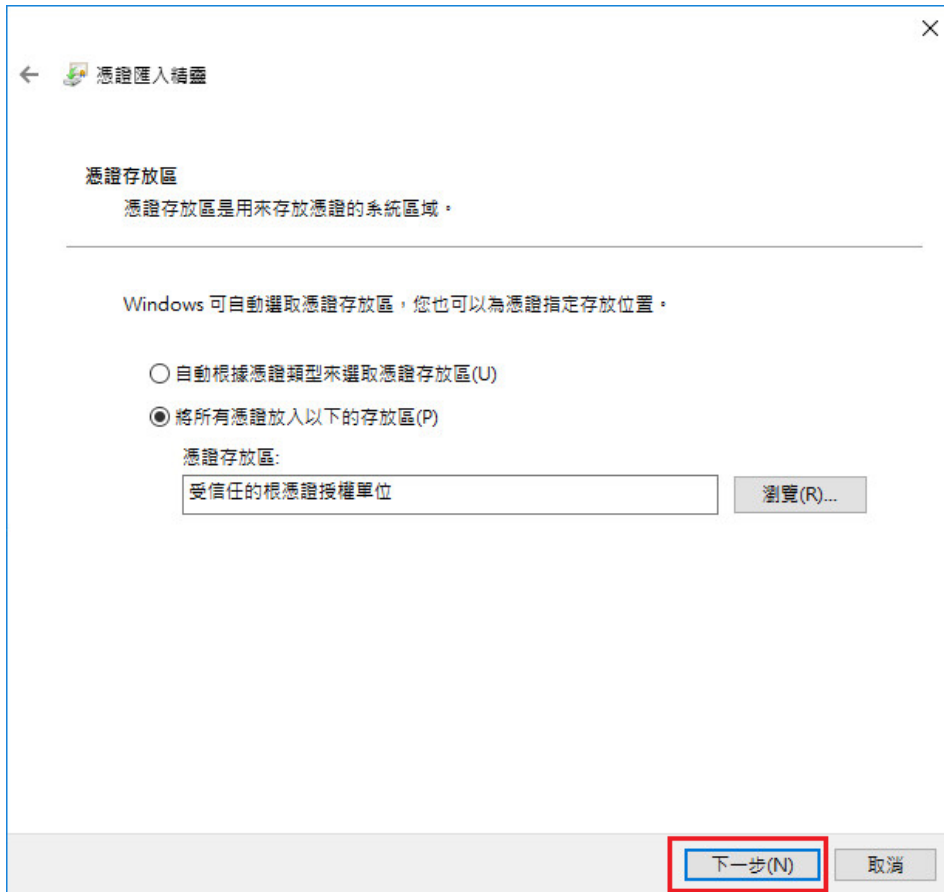 憑證匯入精靈
憑證存放區
憑證存放區是用來存放憑證的系統區域。
Windows 可自動選取憑證存放區，您也可以為憑證指定存放位置。
自動根據憑證類型來選取憑證存放區(U)
將所有憑證放入以下的存放區(P)
憑證存放區:
受信任的根憑證授權單位
瀏覽(R)...
下一步(N)
取消